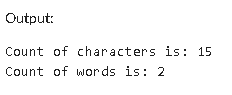 Output:
Count of characters is: 15
Count of words is: 2